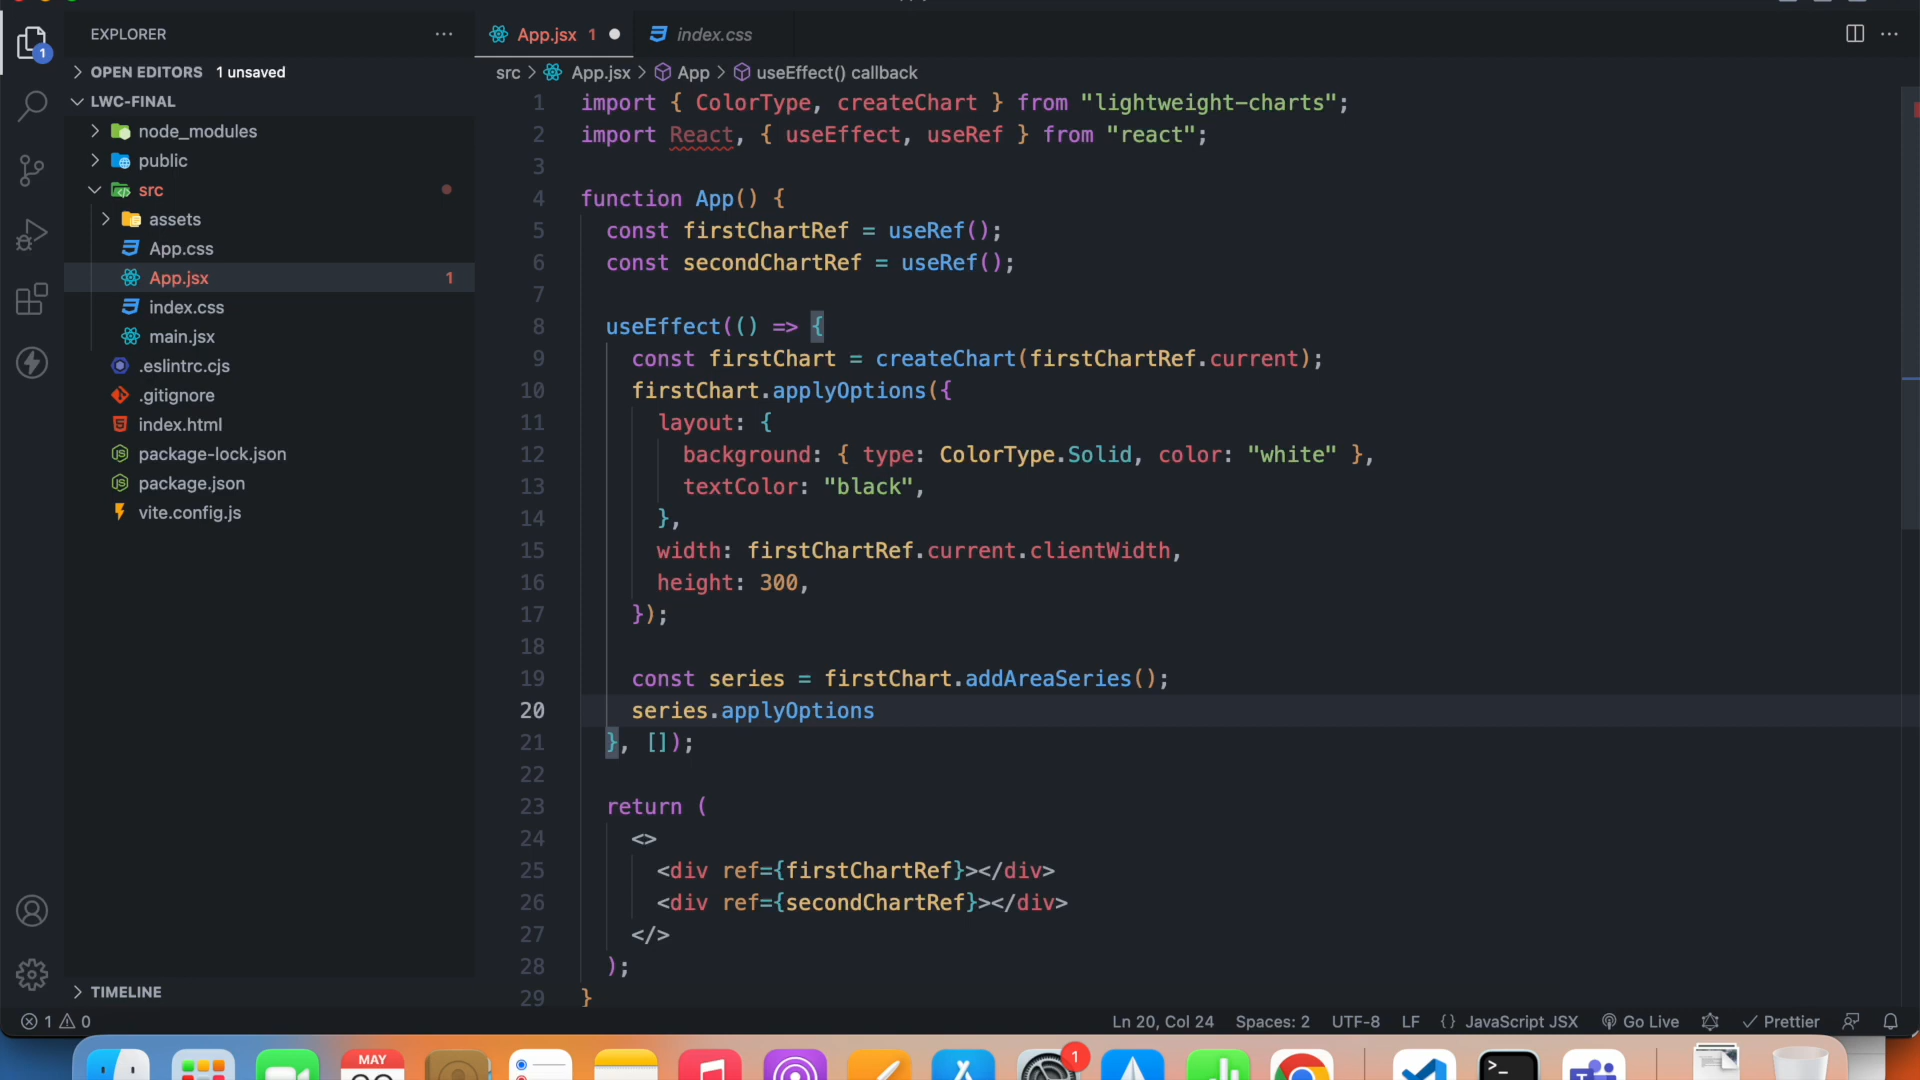 EXPLORER
App.jsx 1
index.css
OPEN EDITORS 1 unsaved
src > App.jsx > App > useEffect() callback
LWC-FINAL
node_modules
public
src
assets
App.css
App.jsx 1
index.css
main.jsx
.eslintrc.cjs
.gitignore
index.html
package-lock.json
package.json
vite.config.js
TIMELINE
1
1 import { ColorType, createChart } from "lightweight-charts";
2 import React, { useEffect, useRef } from "react";
3
4 function App() {
5 const firstChartRef = useRef();
6 const secondChartRef = useRef();
7
8 useEffect(() => {
9 const firstChart = createChart(firstChartRef.current);
10 firstChart.applyOptions({
11 layout: {
12 background: { type: ColorType.Solid, color: "white" },
13 textColor: "black",
14 },
15 width: firstChartRef.current.clientWidth,
16 height: 300,
17 });
18
19 const series = firstChart.addAreaSeries();
20 series.applyOptions
21 }, []);
22
23 return (
24 <>
25 <div ref={firstChartRef}></div>
26 <div ref={secondChartRef}></div>
27 </>
28 );
29 }
1 0
Ln 20, Col 24 Spaces: 2 UTF-8 LF {} JavaScript JSX Go Live Prettier
MAY
1
>_